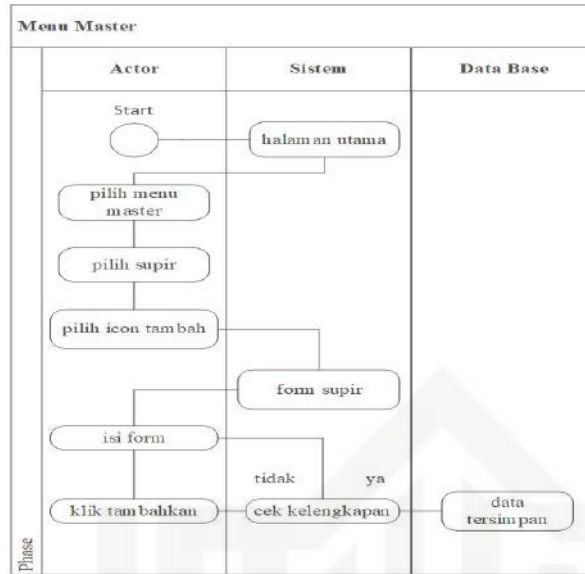 Menu Master
Actor
Sistem
Data Base
Start
halaman utama
pilih menu
master
pilih supir
pilih icon tambah
form supir
isi form
tidak
ya
klik tambahkan
cek kelengkapan
data
tersimpan
Phase